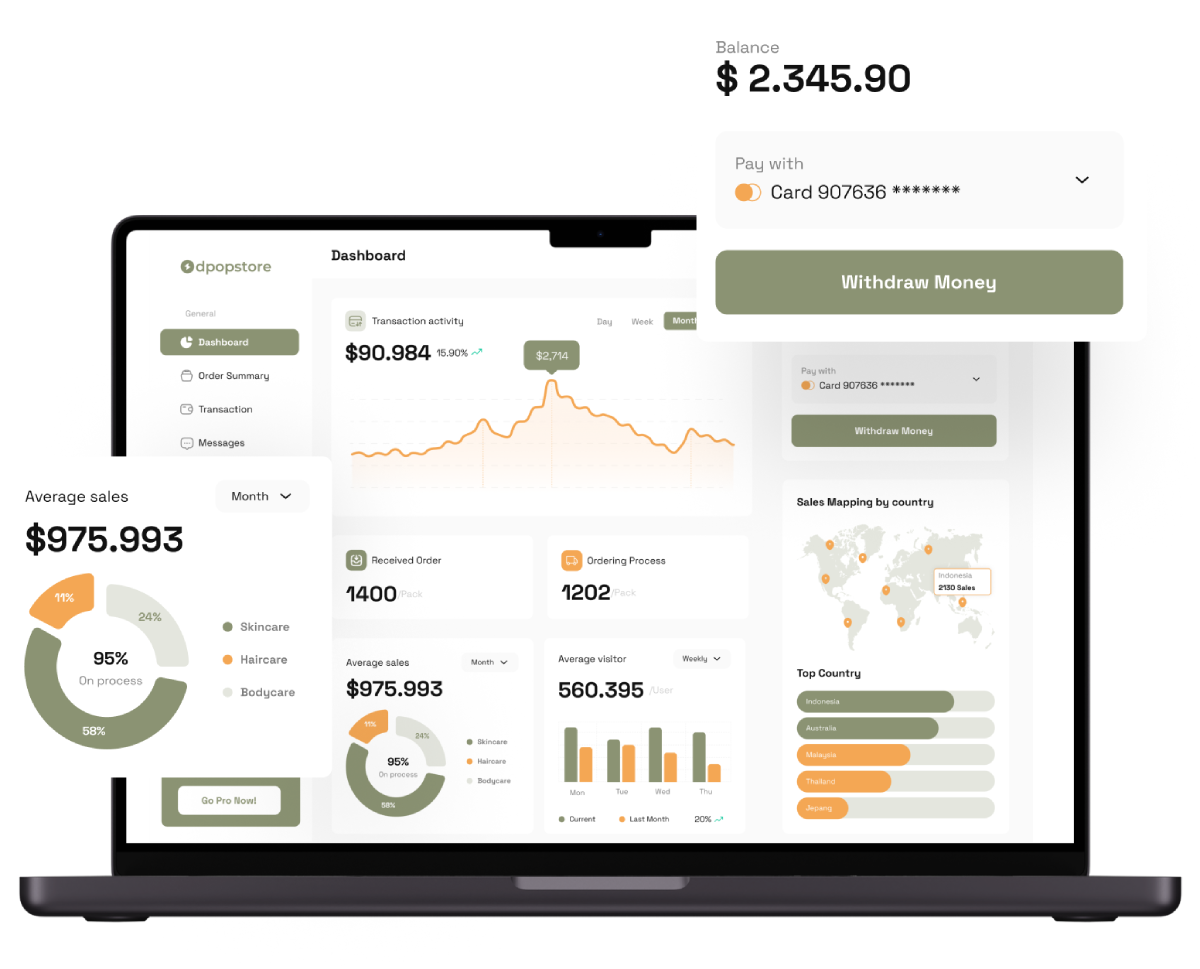 Balance
$ 2.345.90
Pay with
Card 907636 *******
Withdraw Money
dpopstore
General
Dashboard
Order Summary
Transaction
Messages
Go Pro Now!
Dashboard
Transaction activity
Day Week Month
$90.984 15.90%
$2,714
Pay with
Card 907636 *******
Withdraw Money
Average sales
Month
$975.993
11%
24%
95%
On process
58%
Skincare
Haircare
Bodycare
Received Order
1400/Pack
Ordering Process
1202/Pack
Average sales
Month
$975.993
11%
24%
95%
On process
58%
Skincare
Haircare
Bodycare
Average visitor
Weekly
560.395 /User
Mon Tue Wed Thu
Current Last Month 20%
Sales Mapping by country
Indonesia
2130 Sales
Top Country
Indonesia
Australia
Malaysia
Thailand
Jepang